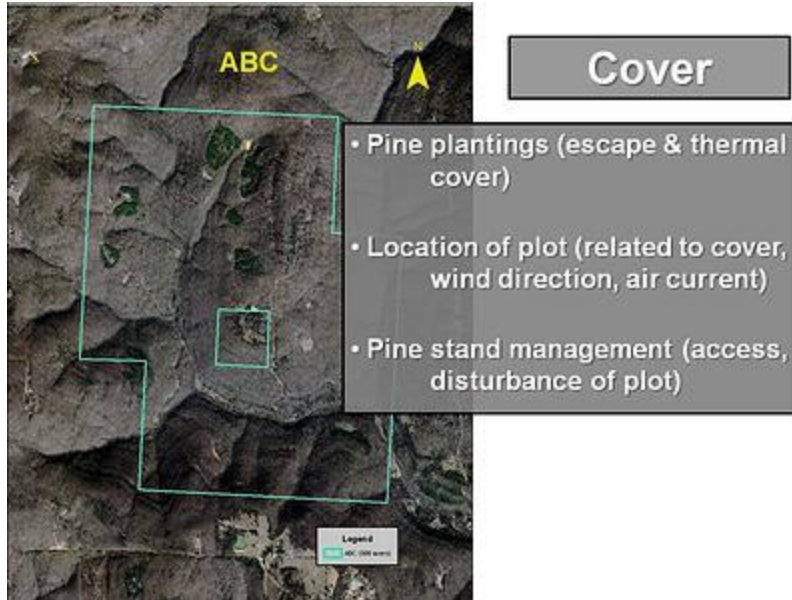 ABC
N
Cover
• Pine plantings (escape & thermal
cover)
• Location of plot (related to cover,
wind direction, air current)
• Pine stand management (access,
disturbance of plot)
Legend
ABC